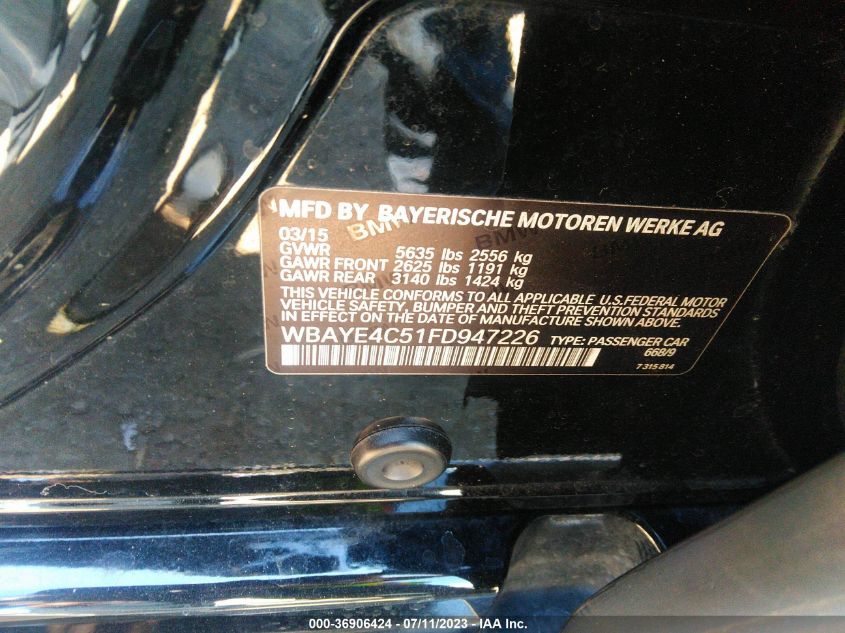 MFD BY BAYERISCHE MOTOREN WERKE AG
03/15
GVWR 5635 lbs 2556 kg
GAWR FRONT 2625 lbs 1191 kg
GAWR REAR 3140 lbs 1424 kg
THIS VEHICLE CONFORMS TO ALL APPLICABLE U.S.FEDERAL MOTOR
VEHICLE SAFETY, BUMPER AND THEFT PREVENTION STANDARDS
IN EFFECT ON THE DATE OF MANUFACTURE SHOWN ABOVE.
WBAYE4C51FD947226 TYPE: PASSENGER CAR
668/9
7315814
000-36906424 - 07/11/2023 - IAA Inc.